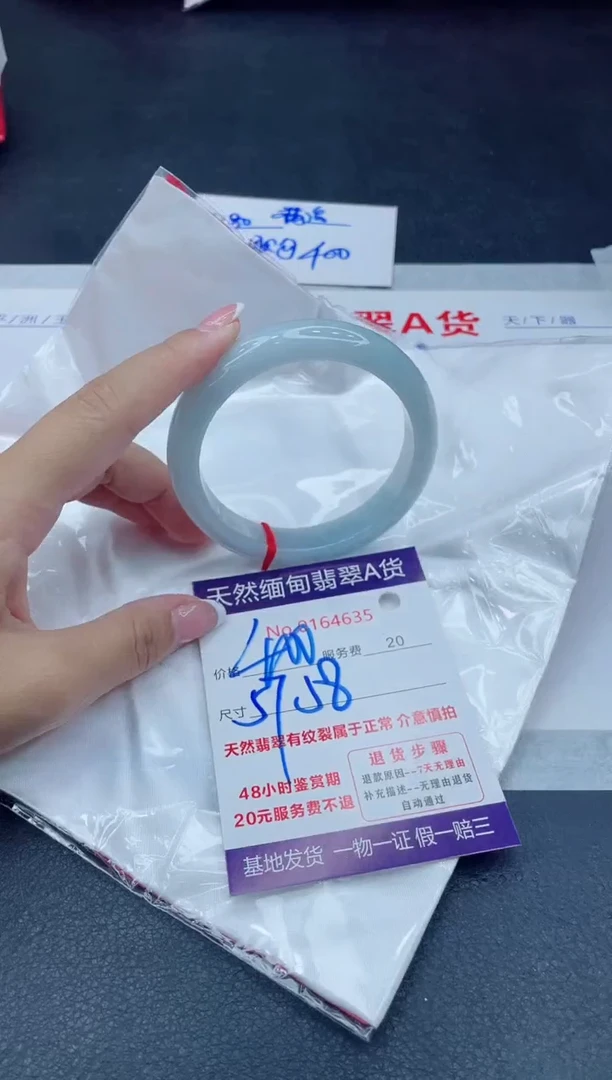 400
翠A货 天/下/翡
天然缅甸翡翠A货
No.0164635
价格 400 服务费 20
尺寸 57 58
天然翡翠有纹裂属于正常 介意慎拍
48小时鉴赏期
20元服务费不退
退货步骤
退款原因--7天无理由
补充描述--无理由退货
自动通过
基地发货 一物一证 假一赔三